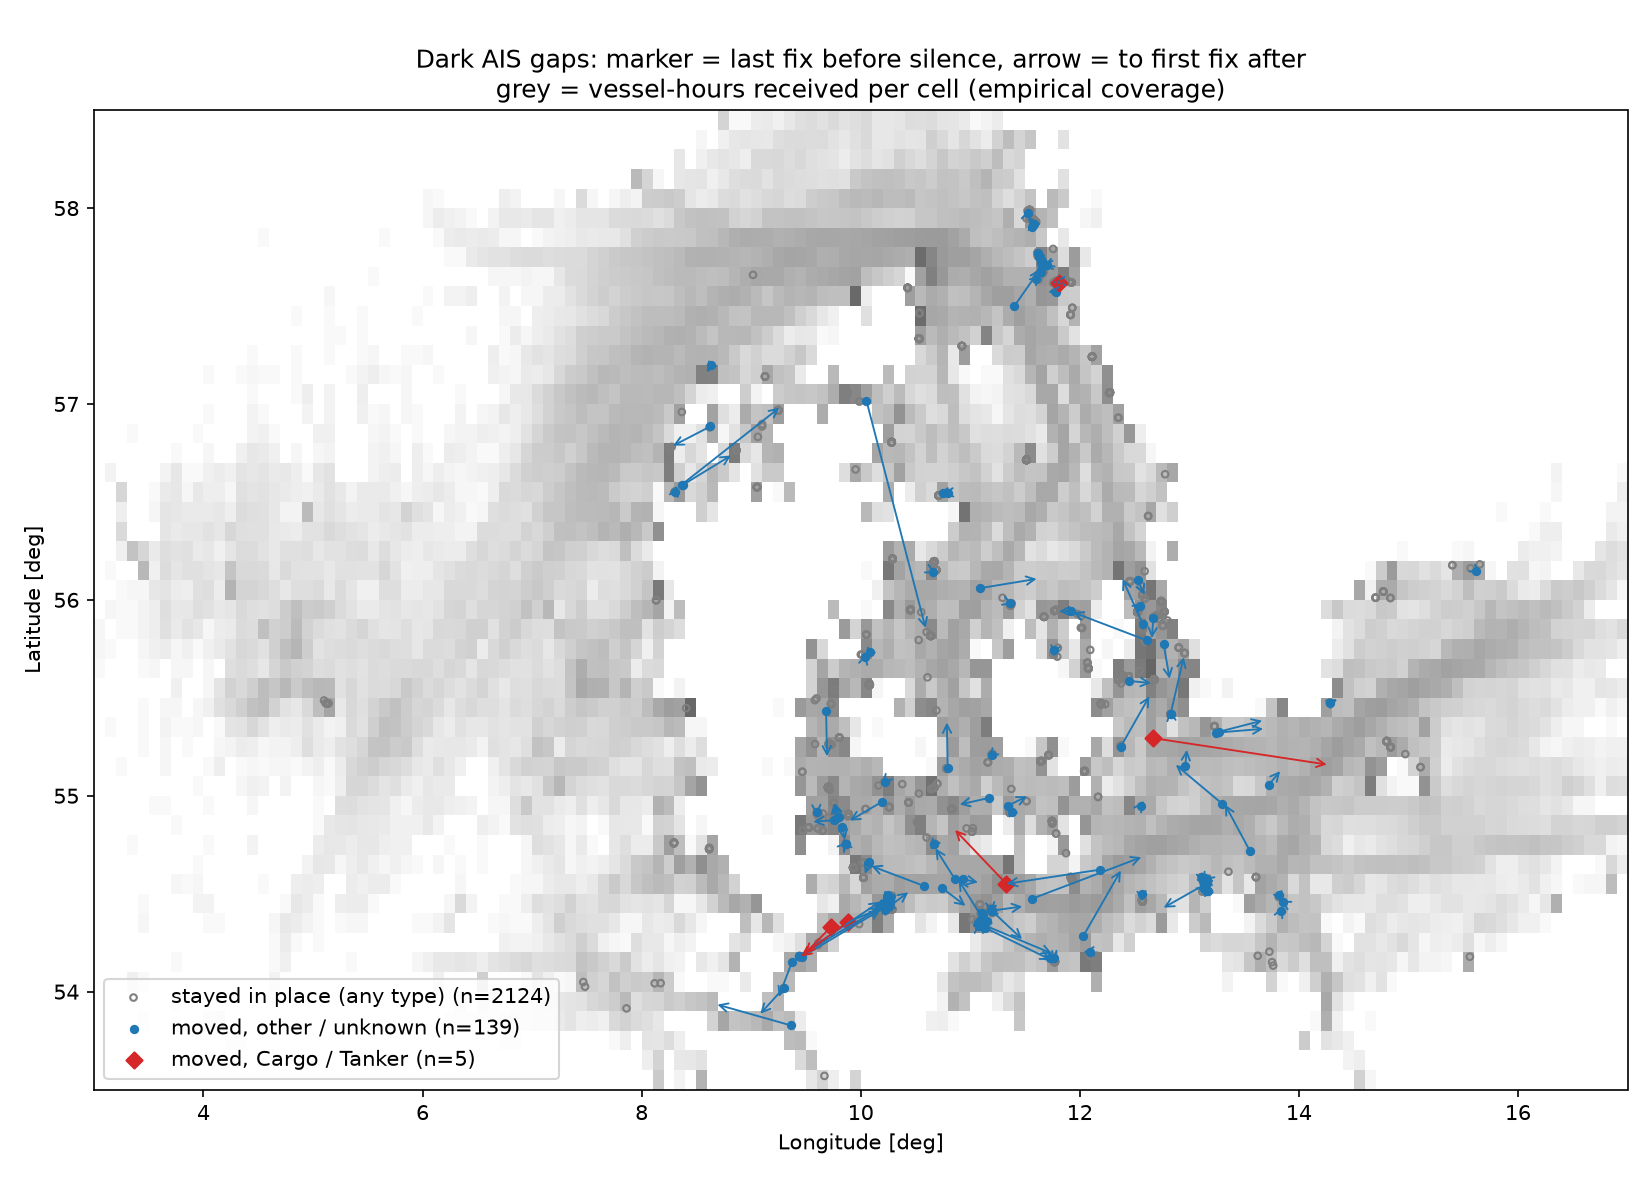 Dark AIS gaps: marker = last fix before silence, arrow = to first fix after
grey = vessel-hours received per cell (empirical coverage)
58
57
56
55
54
Latitude [deg]
stayed in place (any type) (n=2124)
moved, other / unknown (n=139)
moved, Cargo / Tanker (n=5)
4 6 8 10 12 14 16
Longitude [deg]